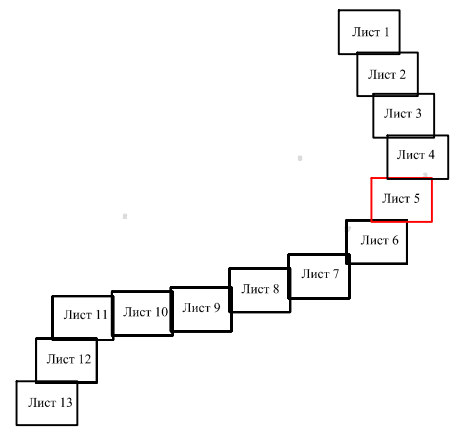 Лист 1
Лист 2
Лист 3
Лист 4
Лист 5
Лист 6
Лист 7
Лист 8
Лист 9
Лист 10
Лист 11
Лист 12
Лист 13